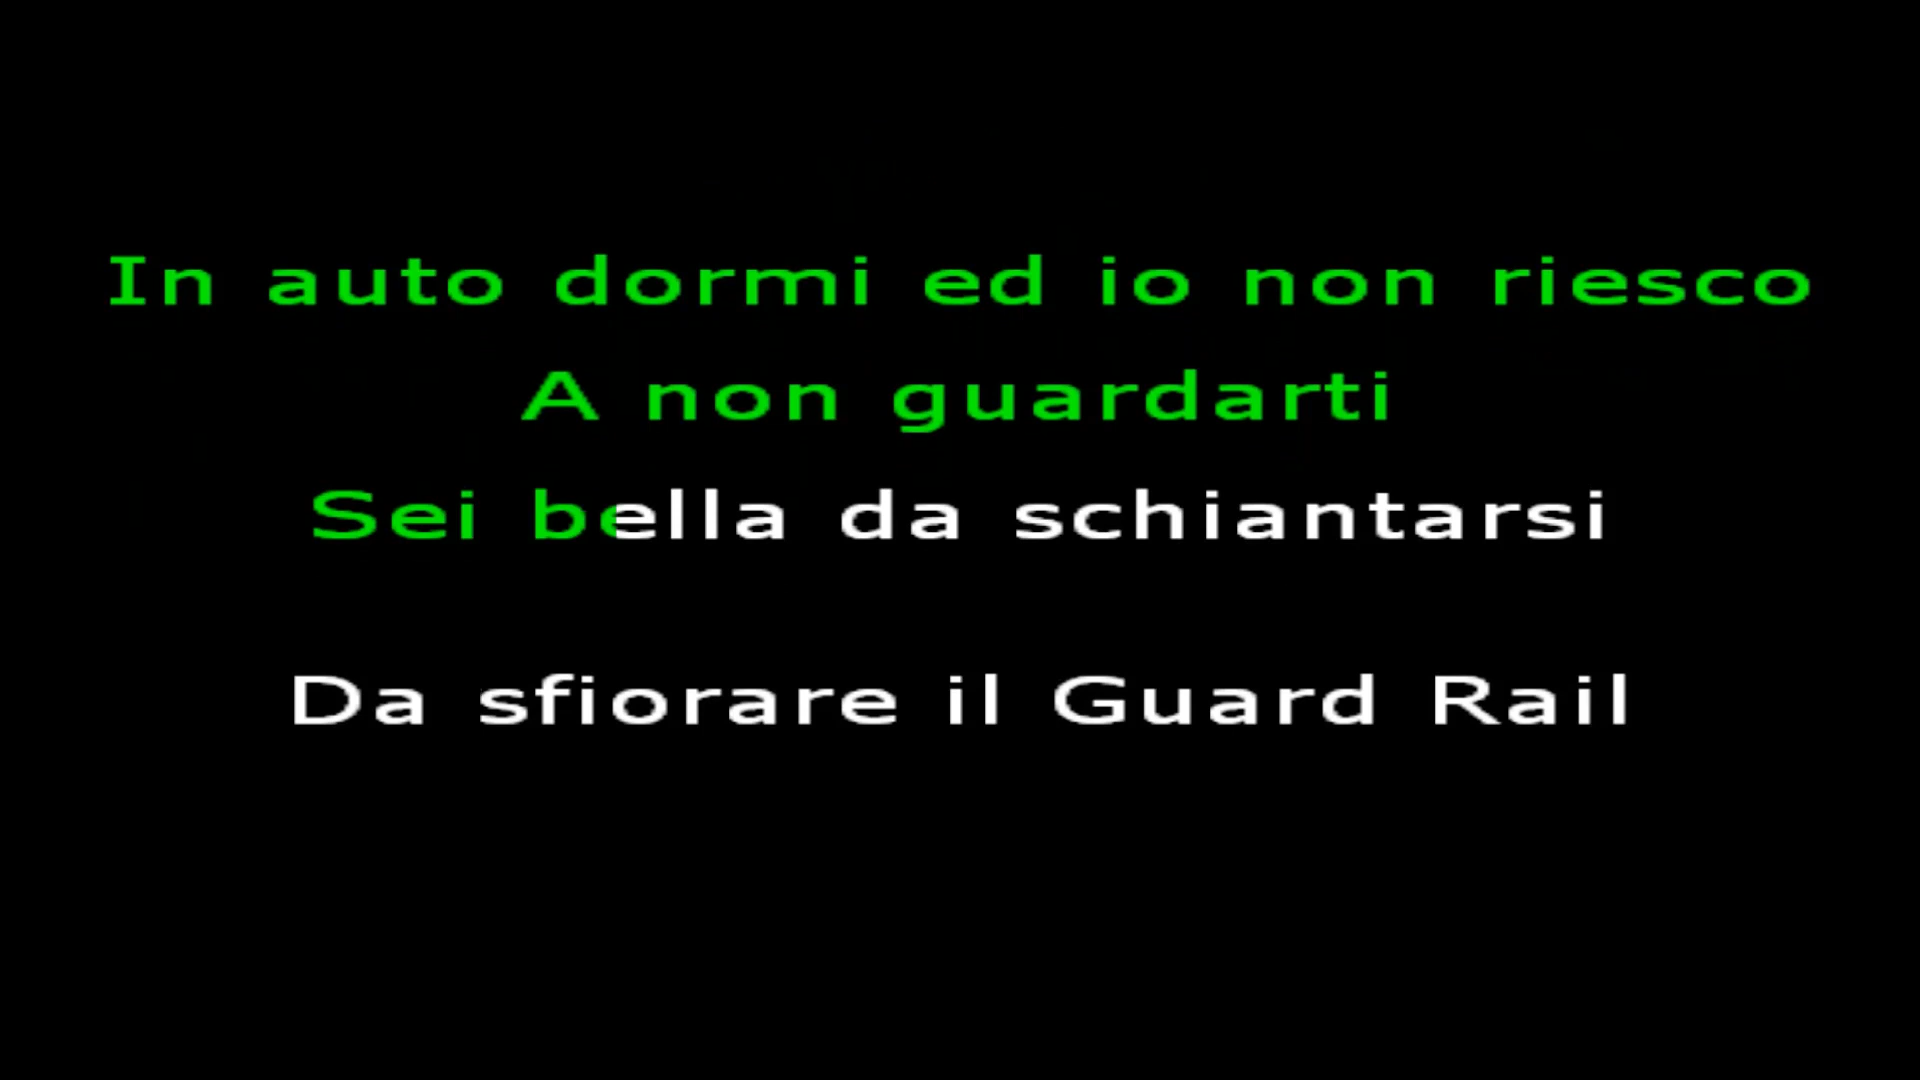 In auto dormi ed io non riesco
A non guardarti
Sei bella da schiantarsi
Da sfiorare il Guard Rail